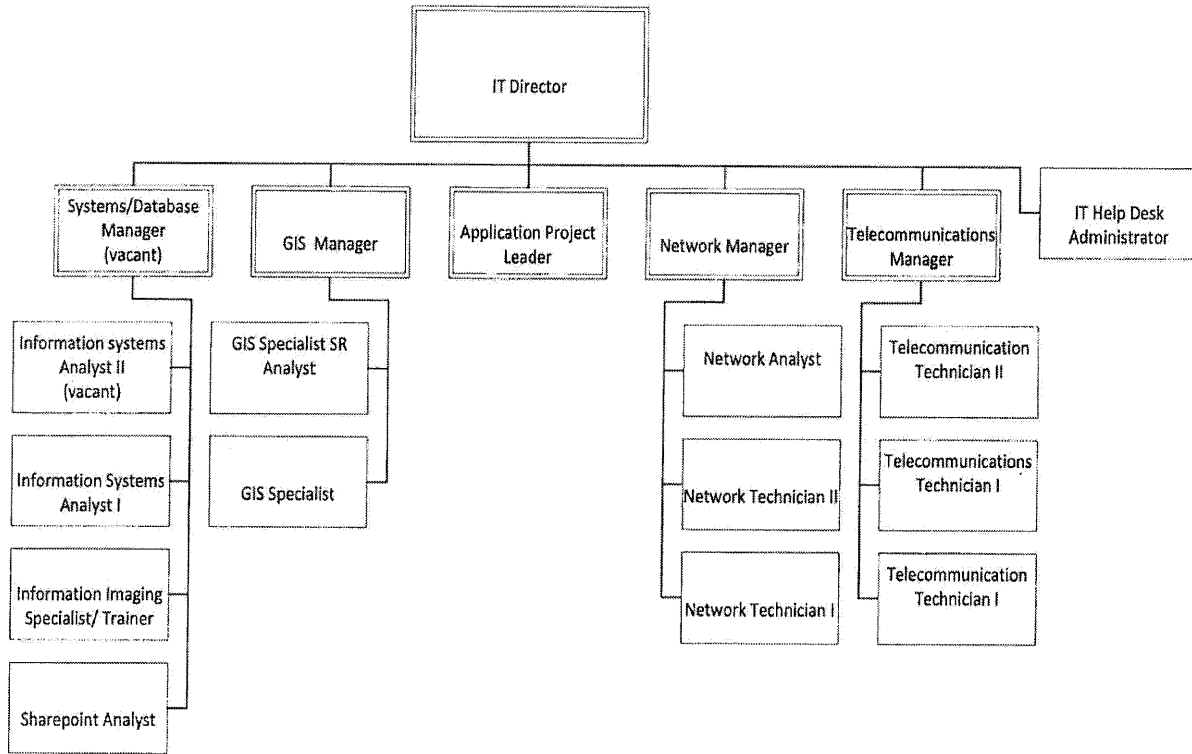 IT Director
Systems/Database
Manager
(vacant)
GIS Manager
Application Project
Leader
Network Manager
Telecommunications
Manager
IT Help Desk
Administrator
Information systems
Analyst II
(vacant)
Information Systems
Analyst I
Information Imaging
Specialist/ Trainer
Sharepoint Analyst
GIS Specialist SR
Analyst
GIS Specialist
Network Analyst
Network Technician II
Network Technician I
Telecommunication
Technician II
Telecommunications
Technician I
Telecommunication
Technician I